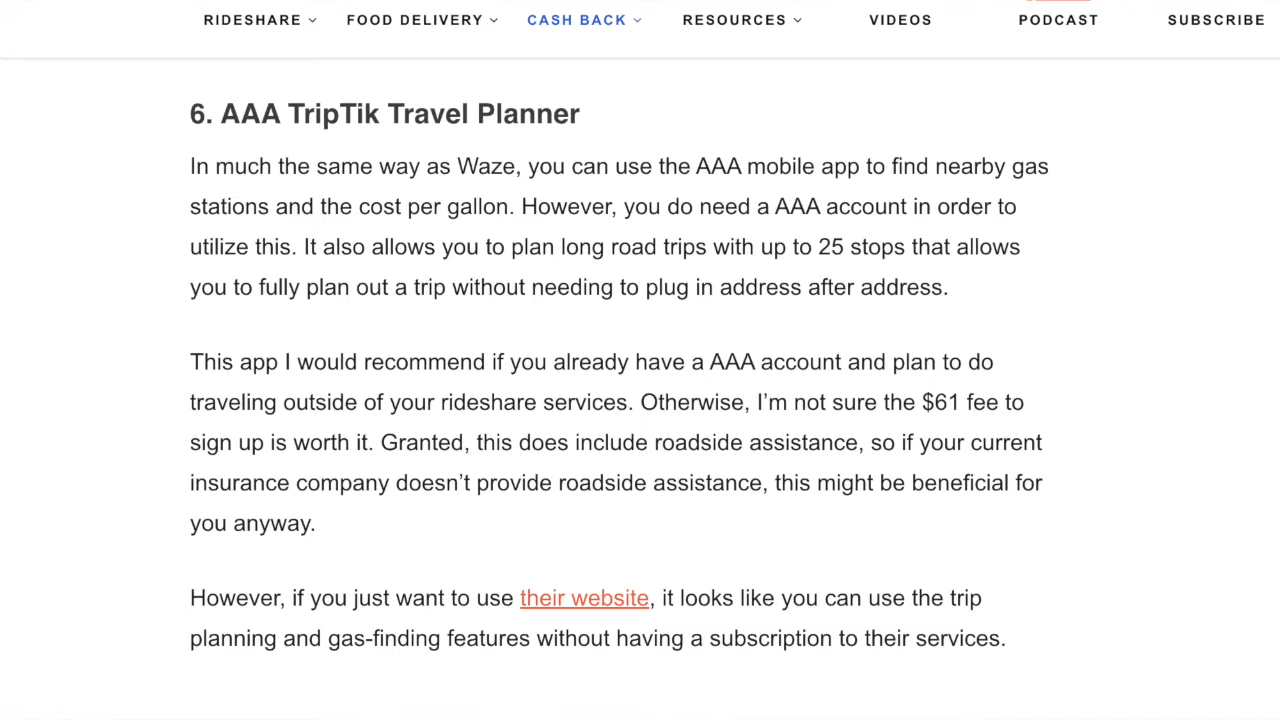 RIDESHARE FOOD DELIVERY CASH BACK RESOURCES VIDEOS PODCAST SUBSCRIBE
6. AAA TripTik Travel Planner
In much the same way as Waze, you can use the AAA mobile app to find nearby gas
stations and the cost per gallon. However, you do need a AAA account in order to
utilize this. It also allows you to plan long road trips with up to 25 stops that allows
you to fully plan out a trip without needing to plug in address after address.
This app I would recommend if you already have a AAA account and plan to do
traveling outside of your rideshare services. Otherwise, I’m not sure the $61 fee to
sign up is worth it. Granted, this does include roadside assistance, so if your current
insurance company doesn’t provide roadside assistance, this might be beneficial for
you anyway.
However, if you just want to use their website, it looks like you can use the trip
planning and gas-finding features without having a subscription to their services.